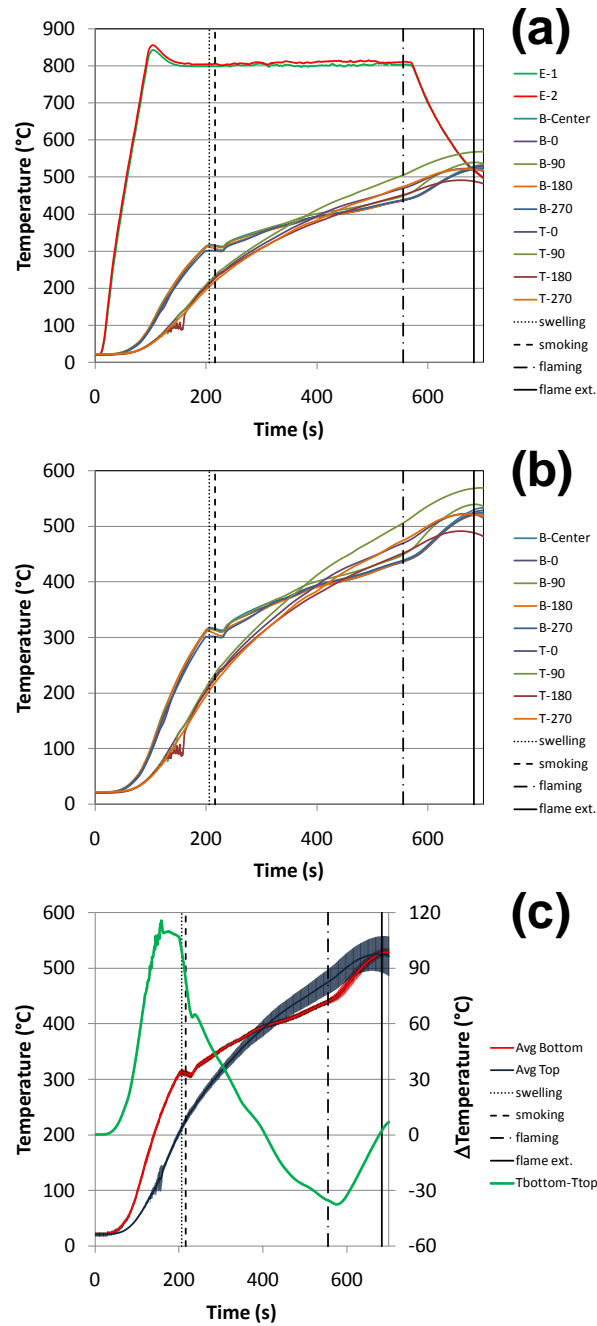 (a)
900
800
700
600
500
400
300
200
100
0
Temperature (°C)
0 200 400 600
Time (s)
E-1
E-2
B-Center
B-0
B-90
B-180
B-270
T-0
T-90
T-180
T-270
swelling
smoking
flaming
flame ext.
(b)
600
500
400
300
200
100
0
Temperature (°C)
0 200 400 600
Time (s)
B-Center
B-0
B-90
B-180
B-270
T-0
T-90
T-180
T-270
swelling
smoking
flaming
flame ext.
(c)
600
500
400
300
200
100
0
Temperature (°C)
0 200 400 600
Time (s)
120
90
60
30
0
-30
-60
ΔTemperature (°C)
Avg Bottom
Avg Top
swelling
smoking
flaming
flame ext.
Tbottom-Ttop